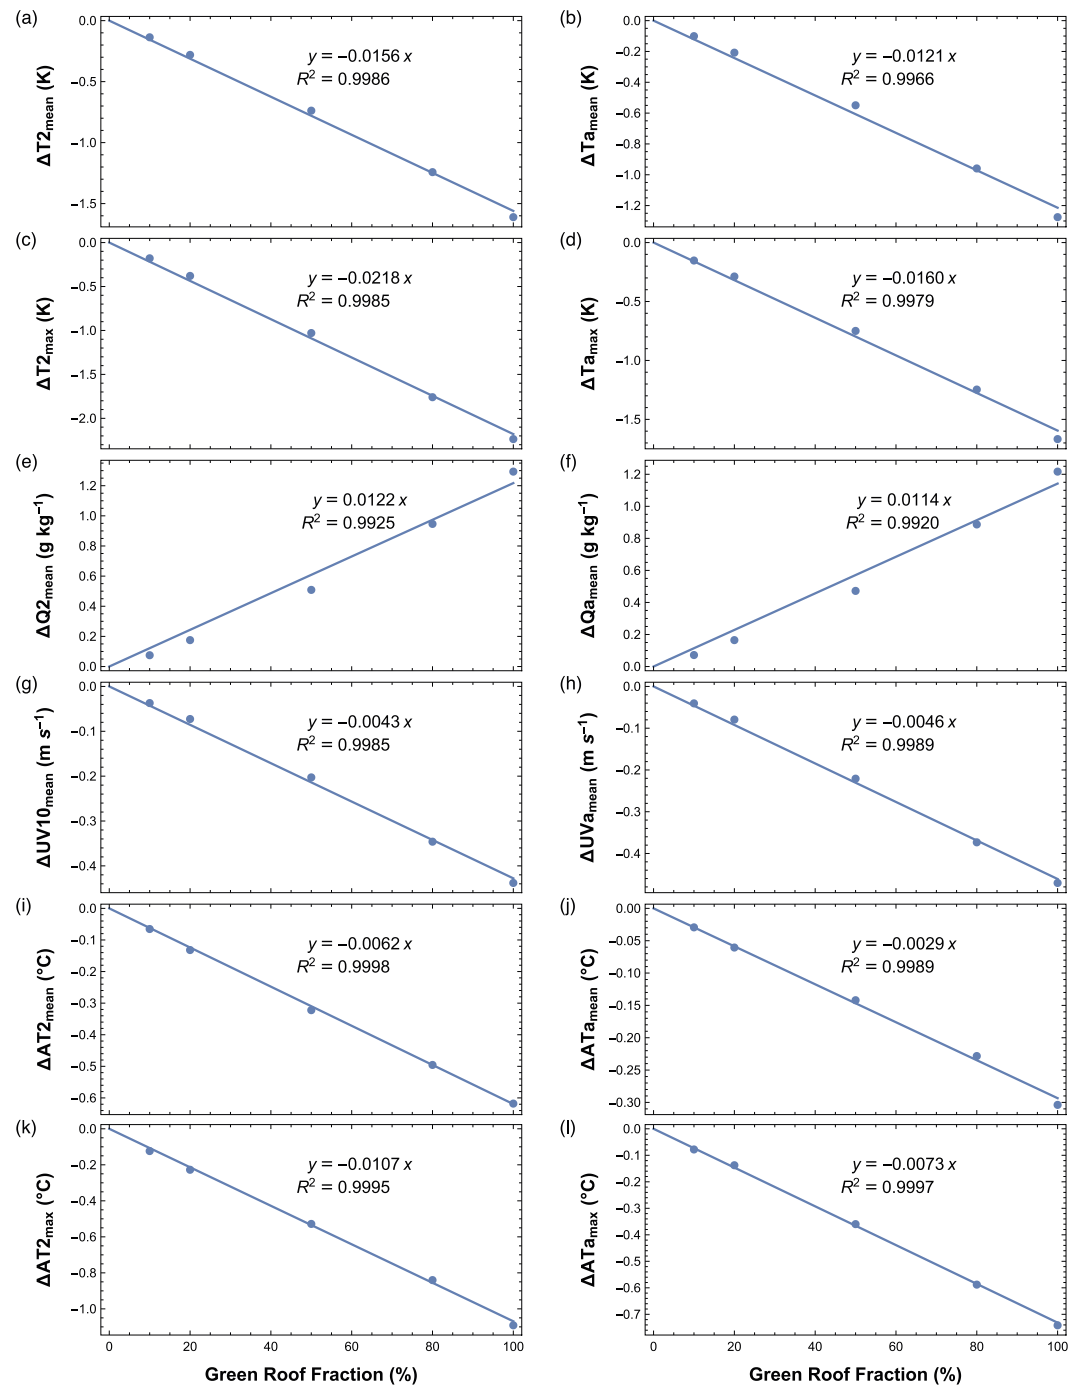 (a)
0.0
−0.5
−1.0
−1.5
ΔT2mean (K)
y = −0.0156 x
R² = 0.9986
(b)
0.0
−0.2
−0.4
−0.6
−0.8
−1.0
−1.2
ΔTamean (K)
y = −0.0121 x
R² = 0.9966
(c)
0.0
−0.5
−1.0
−1.5
−2.0
ΔT2max (K)
y = −0.0218 x
R² = 0.9985
(d)
0.0
−0.5
−1.0
−1.5
ΔTamax (K)
y = −0.0160 x
R² = 0.9979
(e)
1.2
1.0
0.8
0.6
0.4
0.2
0.0
ΔQ2mean (g kg⁻¹)
y = 0.0122 x
R² = 0.9925
(f)
1.2
1.0
0.8
0.6
0.4
0.2
0.0
ΔQamean (g kg⁻¹)
y = 0.0114 x
R² = 0.9920
(g)
0.0
−0.1
−0.2
−0.3
−0.4
ΔUV10mean (m s⁻¹)
y = −0.0043 x
R² = 0.9985
(h)
0.0
−0.1
−0.2
−0.3
−0.4
ΔUVamean (m s⁻¹)
y = −0.0046 x
R² = 0.9989
(i)
0.0
−0.1
−0.2
−0.3
−0.4
−0.5
−0.6
ΔAT2mean (°C)
y = −0.0062 x
R² = 0.9998
(j)
0.00
−0.05
−0.10
−0.15
−0.20
−0.25
−0.30
ΔATamean (°C)
y = −0.0029 x
R² = 0.9989
(k)
0.0
−0.2
−0.4
−0.6
−0.8
−1.0
ΔAT2max (°C)
y = −0.0107 x
R² = 0.9995
0 20 40 60 80 100
Green Roof Fraction (%)
(l)
0.0
−0.1
−0.2
−0.3
−0.4
−0.5
−0.6
−0.7
ΔATamax (°C)
y = −0.0073 x
R² = 0.9997
0 20 40 60 80 100
Green Roof Fraction (%)